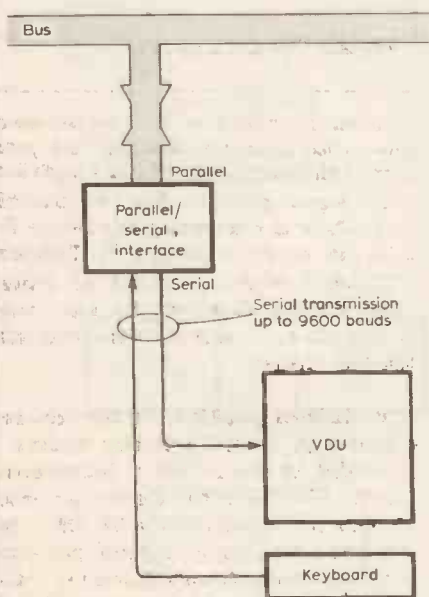 Bus
Parallel
Parallel/
serial
interface
Serial
Serial transmission
up to 9600 bauds
VDU
Keyboard